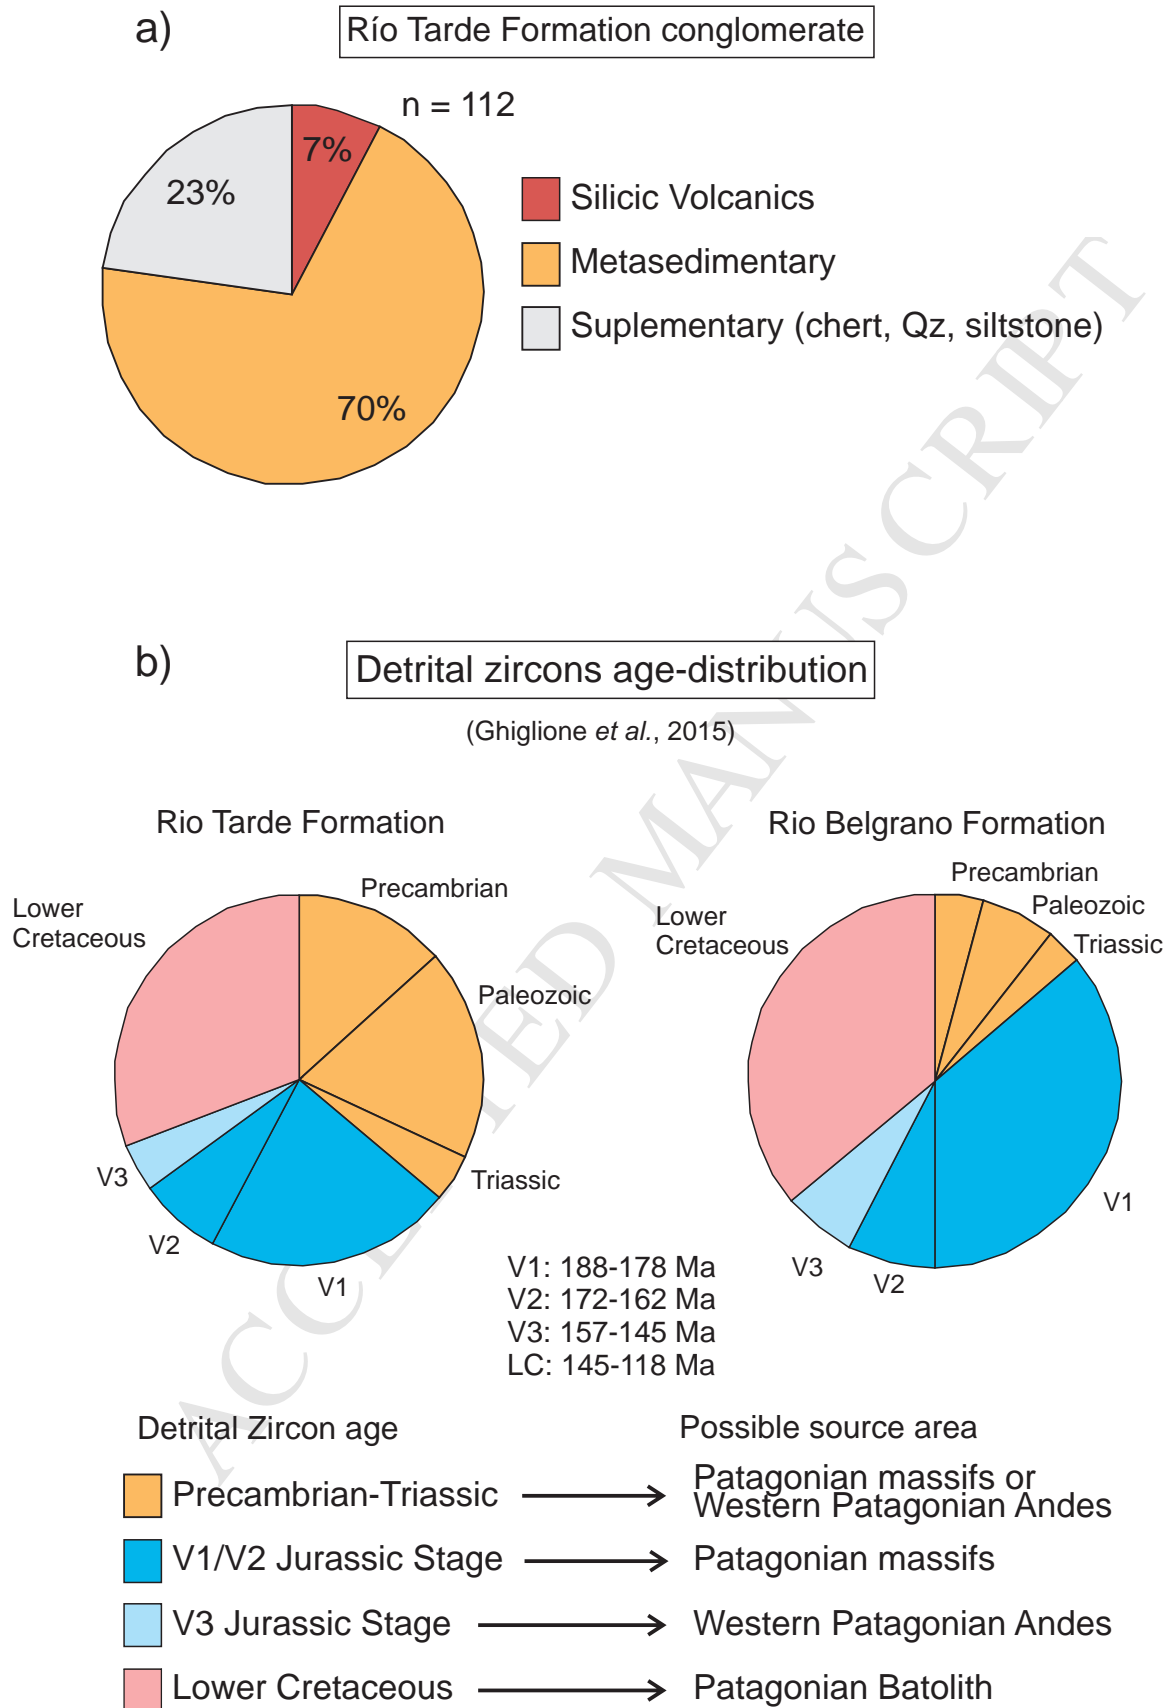 a)
Río Tarde Formation conglomerate
n = 112
7%
23%
70%
Silicic Volcanics
Metasedimentary
Suplementary (chert, Qz, siltstone)
b)
Detrital zircons age-distribution
(Ghiglione et al., 2015)
Rio Tarde Formation
Rio Belgrano Formation
Precambrian
Lower
Cretaceous
Paleozoic
Triassic
V3
V2
V1
Precambrian
Paleozoic
Lower
Cretaceous
Triassic
V1
V3
V2
V1: 188-178 Ma
V2: 172-162 Ma
V3: 157-145 Ma
LC: 145-118 Ma
Detrital Zircon age
Possible source area
Precambrian-Triassic
Patagonian massifs or
Western Patagonian Andes
V1/V2 Jurassic Stage
Patagonian massifs
V3 Jurassic Stage
Western Patagonian Andes
Lower Cretaceous
Patagonian Batolith
ACCEPTED MANUSCRIPT